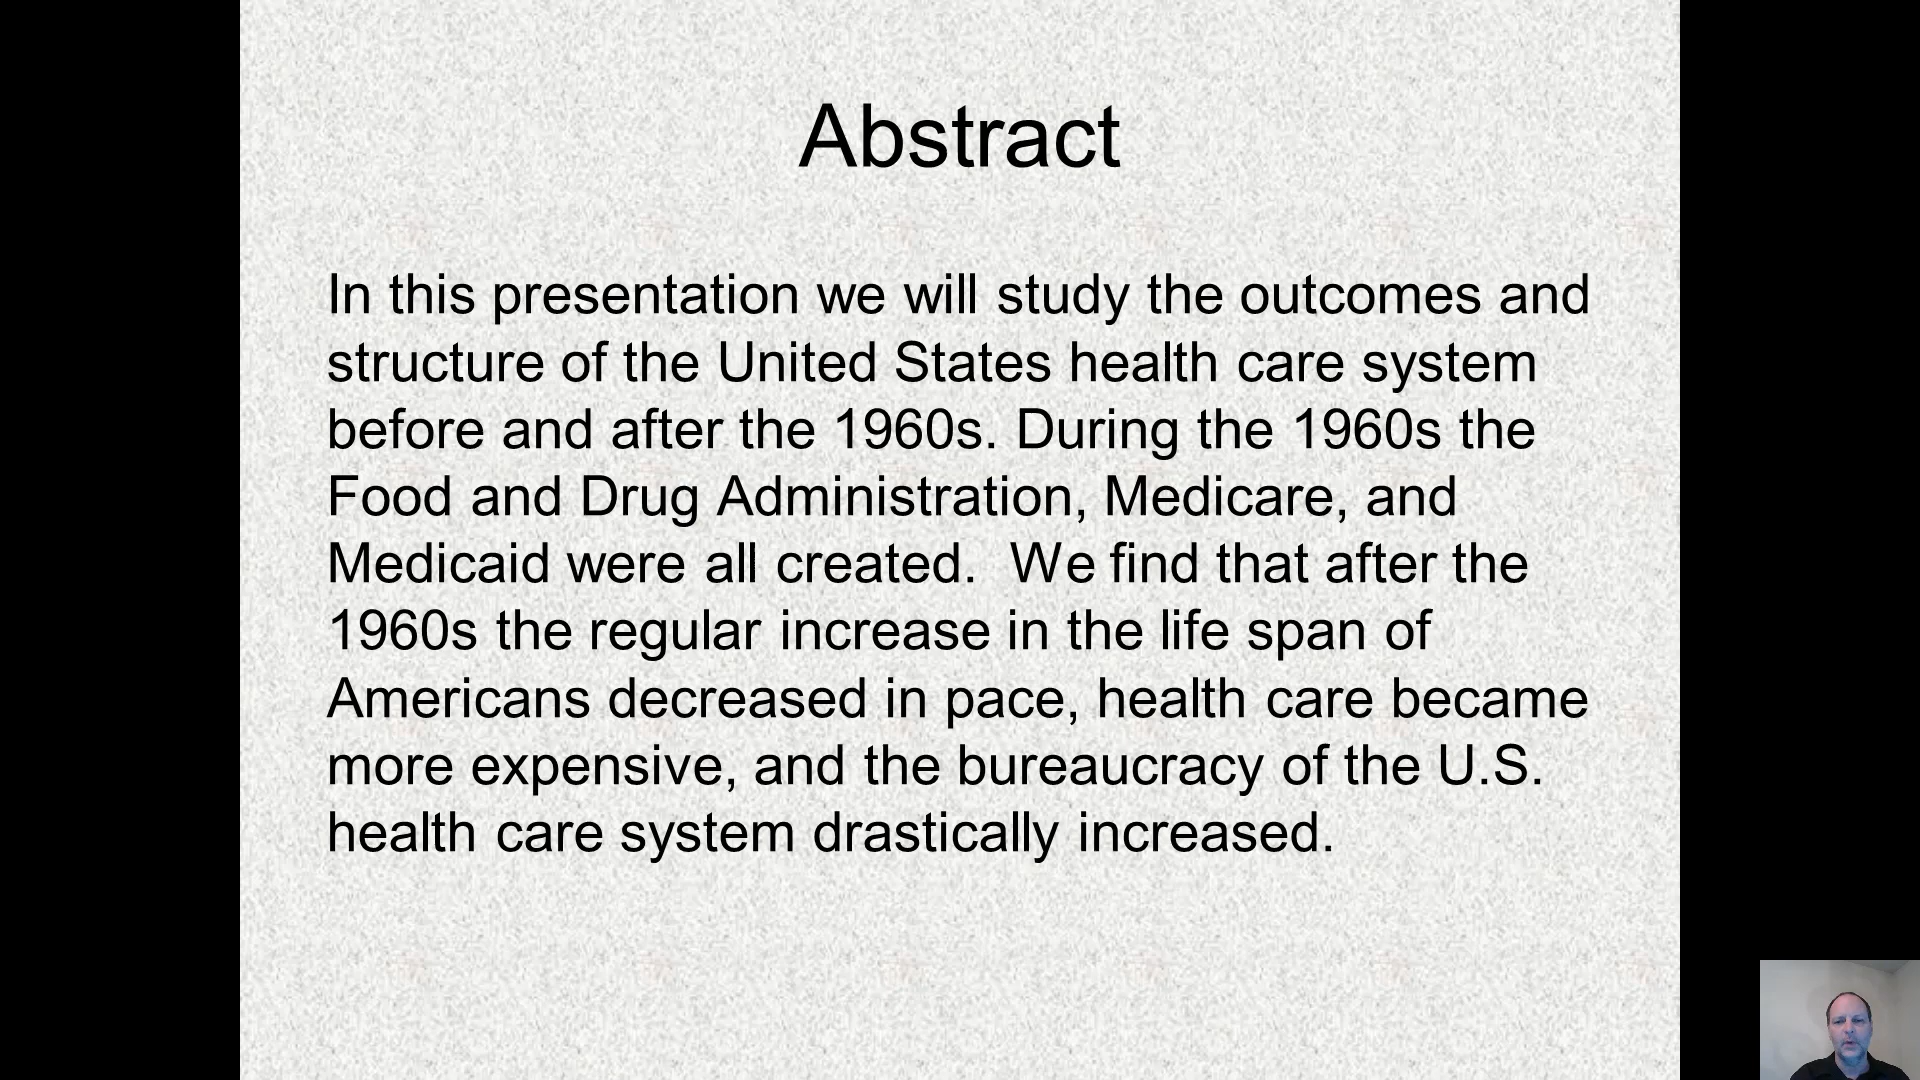 Abstract
In this presentation we will study the outcomes and
structure of the United States health care system
before and after the 1960s. During the 1960s the
Food and Drug Administration, Medicare, and
Medicaid were all created.  We find that after the
1960s the regular increase in the life span of
Americans decreased in pace, health care became
more expensive, and the bureaucracy of the U.S.
health care system drastically increased.